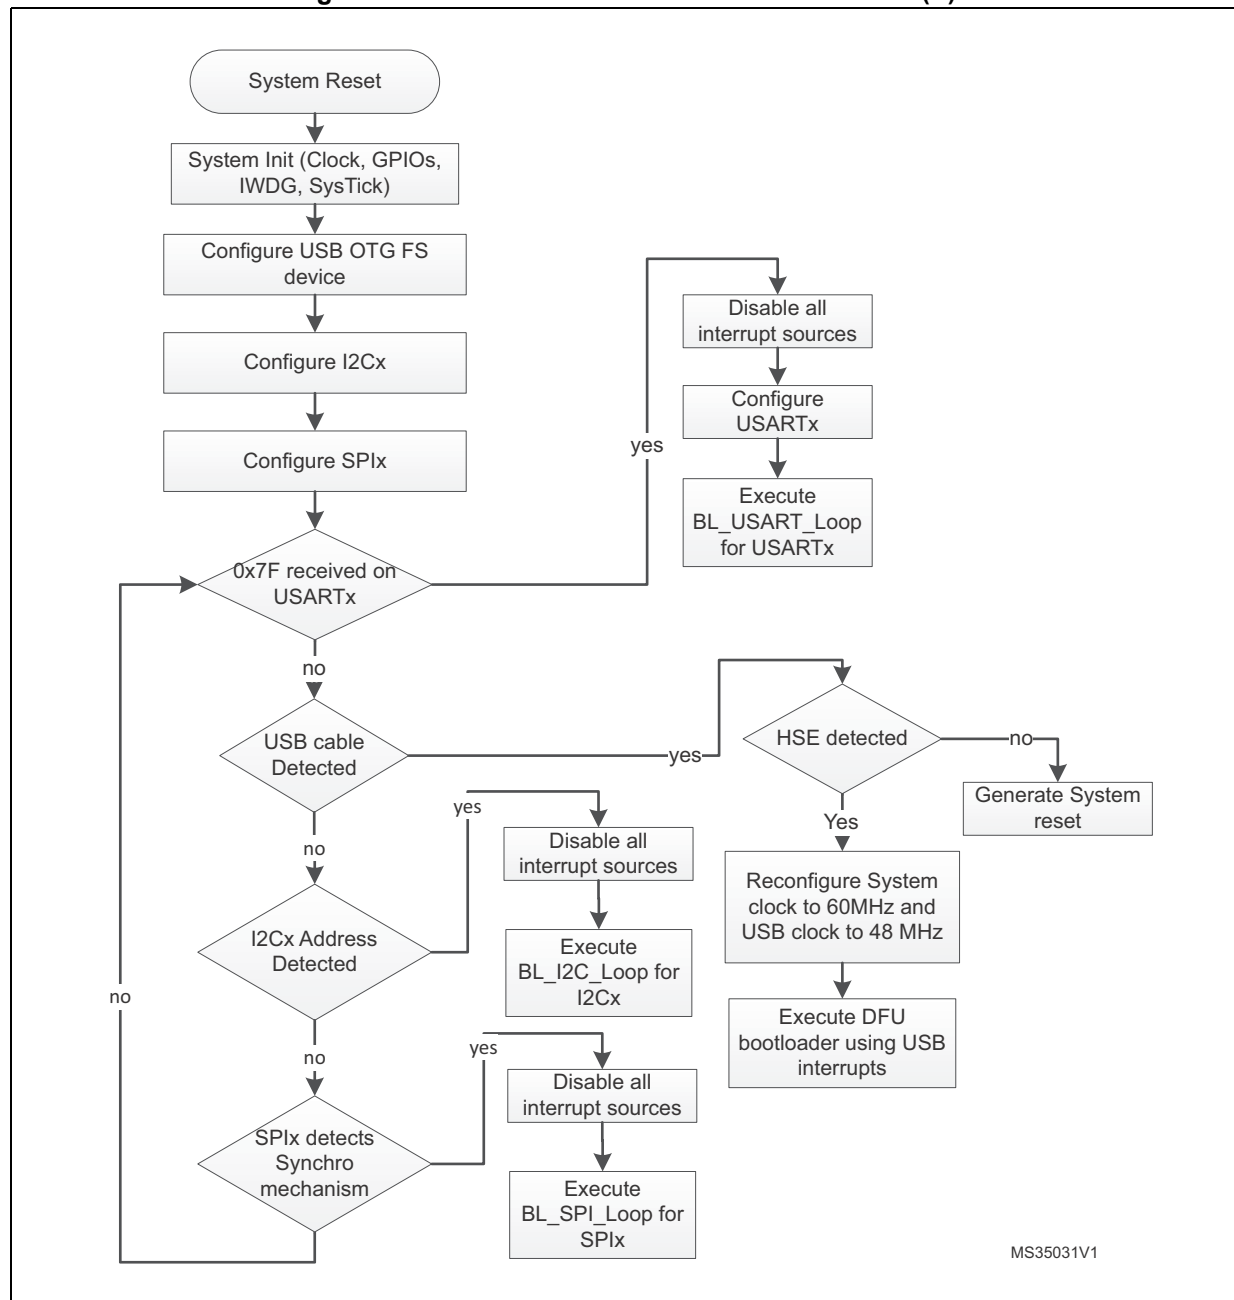 System Reset
System Init (Clock, GPIOs,
IWDG, SysTick)
Configure USB OTG FS
device
Configure I2Cx
Configure SPIx
0x7F received on
USARTx
yes
Disable all
interrupt sources
Configure
USARTx
Execute
BL_USART_Loop
for USARTx
no
USB cable
Detected
yes
HSE detected
no
Generate System
reset
Yes
Reconfigure System
clock to 60MHz and
USB clock to 48 MHz
Execute DFU
bootloader using USB
interrupts
no
I2Cx Address
Detected
yes
Disable all
interrupt sources
Execute
BL_I2C_Loop for
I2Cx
no
SPIx detects
Synchro
mechanism
yes
Disable all
interrupt sources
Execute
BL_SPI_Loop for
SPIx
no
MS35031V1